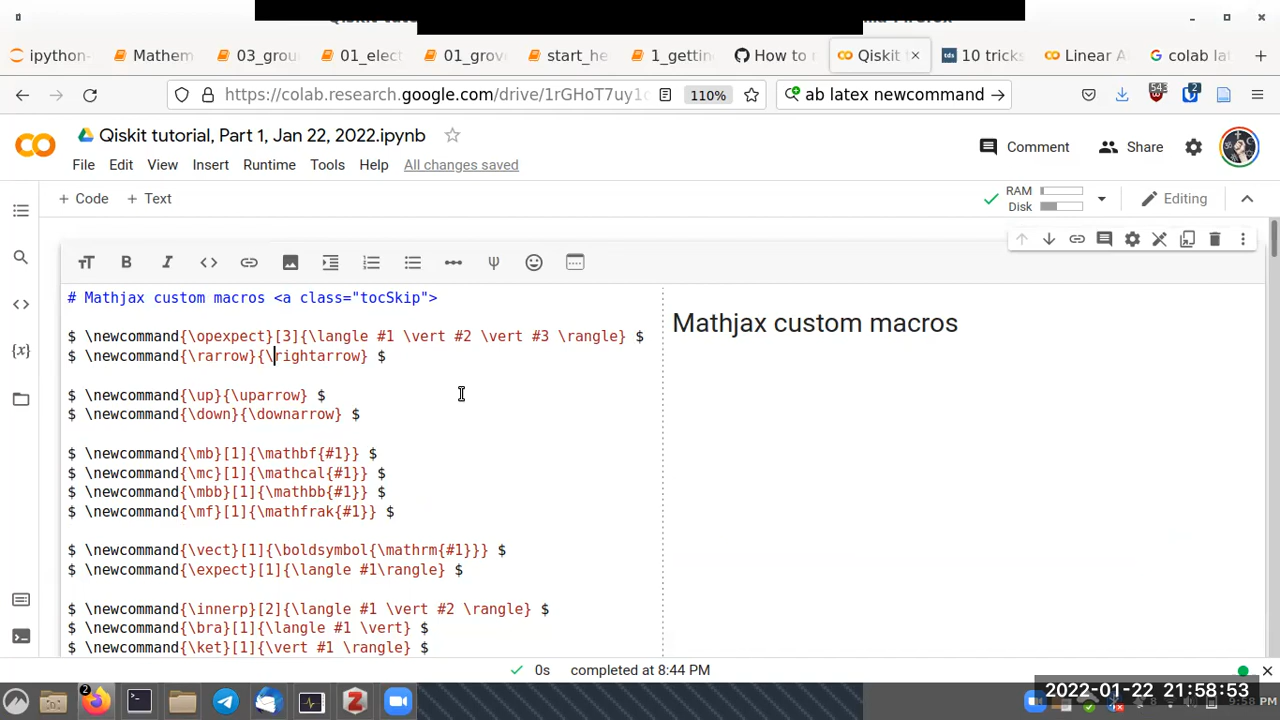 ipython-
Mathem
03_grou
01_elect
01_grov
start_he
1_gettin
How to
Qiskit
10 tricks
Linear A
colab la
https://colab.research.google.com/drive/1rGHoT7uy1
110%
ab latex newcommand
543
2
Qiskit tutorial, Part 1, Jan 22, 2022.ipynb
Comment
Share
File Edit View Insert Runtime Tools Help All changes saved
+ Code + Text
RAM
Disk
Editing
# Mathjax custom macros <a class="tocSkip">
Mathjax custom macros
$ \newcommand{\opexpect}[3]{\langle #1 \vert #2 \vert #3 \rangle} $
$ \newcommand{\rarrow}{\rightarrow} $
$ \newcommand{\up}{\uparrow} $
$ \newcommand{\down}{\downarrow} $
$ \newcommand{\mb}[1]{\mathbf{#1}} $
$ \newcommand{\mc}[1]{\mathcal{#1}} $
$ \newcommand{\mbb}[1]{\mathbb{#1}} $
$ \newcommand{\mf}[1]{\mathfrak{#1}} $
$ \newcommand{\vect}[1]{\boldsymbol{\mathrm{#1}}} $
$ \newcommand{\expect}[1]{\langle #1\rangle} $
$ \newcommand{\innerp}[2]{\langle #1 \vert #2 \rangle} $
$ \newcommand{\bra}[1]{\langle #1 \vert} $
$ \newcommand{\ket}[1]{\vert #1 \rangle} $
0s completed at 8:44 PM
2
2022-01-22 21:58:53